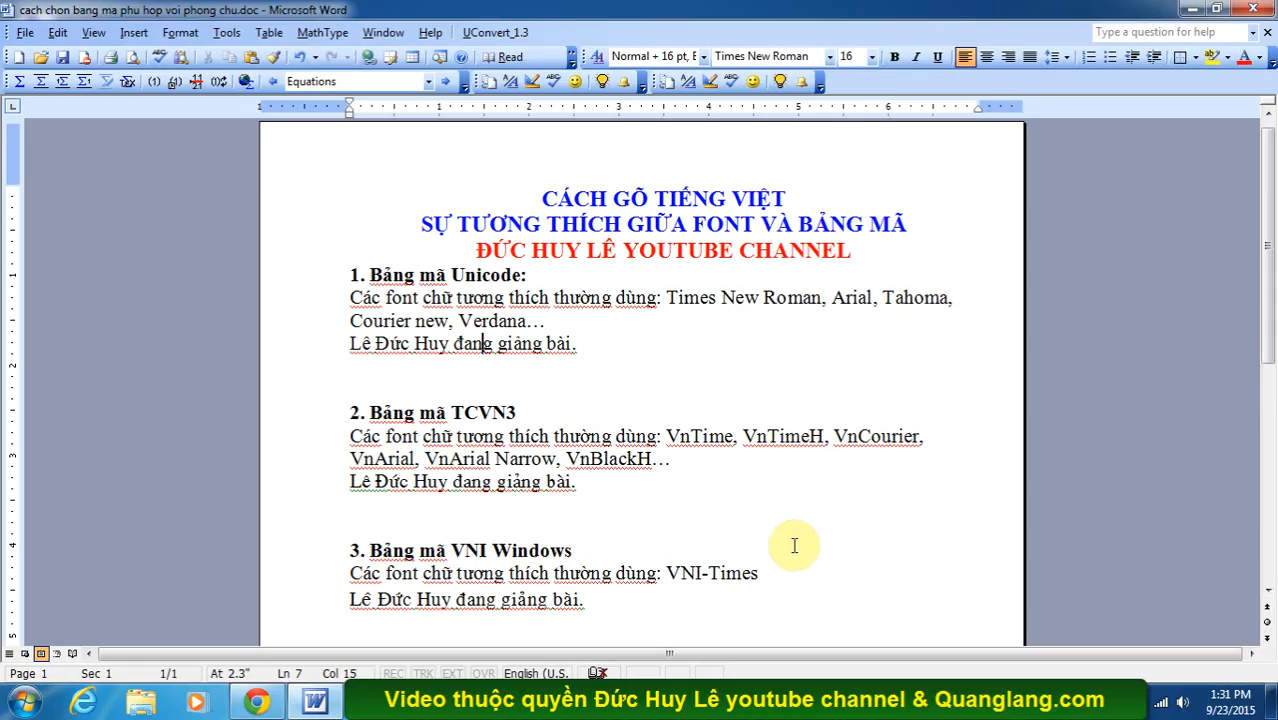 cach chon bang ma phu hop voi phong chu.doc - Microsoft Word
File Edit View Insert Format Tools Table MathType Window Help UConvert_1.3
Type a question for help
Read
Normal + 16 pt, E Times New Roman 16 B I U
Equations
CÁCH GÕ TIẾNG VIỆT
SỰ TƯƠNG THÍCH GIỮA FONT VÀ BẢNG MÃ
ĐỨC HUY LÊ YOUTUBE CHANNEL
1. Bảng mã Unicode:
Các font chữ tương thích thường dùng: Times New Roman, Arial, Tahoma,
Courier new, Verdana…
Lê Đức Huy đang giảng bài.
2. Bảng mã TCVN3
Các font chữ tương thích thường dùng: VnTime, VnTimeH, VnCourier,
VnArial, VnArial Narrow, VnBlackH…
Lê Đức Huy đang giảng bài.
3. Bảng mã VNI Windows
Các font chữ tương thích thường dùng: VNI-Times
Lê Đức Huy đang giảng bài.
Page 1 Sec 1 1/1 At 2.3" Ln 7 Col 15 REC TRK EXT OVR English (U.S.
Video thuộc quyền Đức Huy Lê youtube channel & Quanglang.com
1:31 PM
9/23/2015